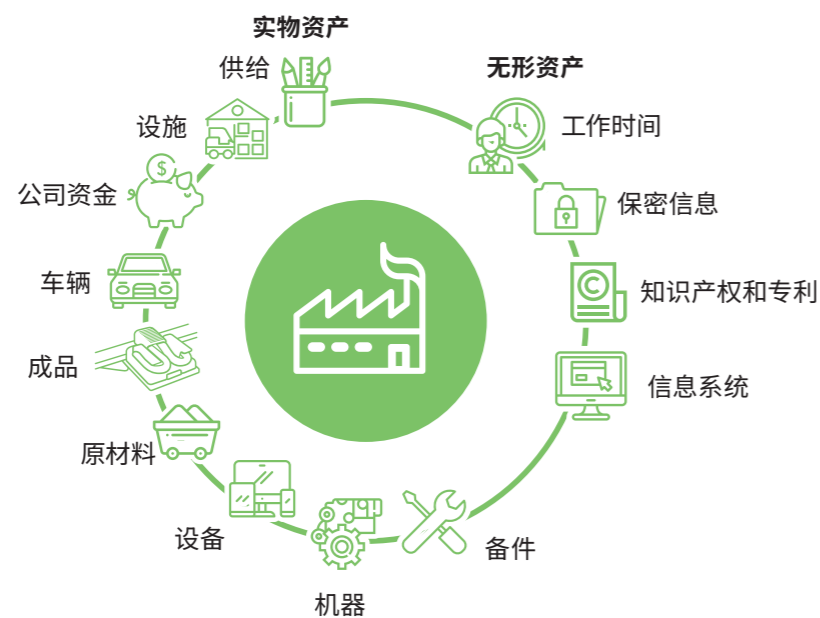 实物资产
供给
设施
公司资金
车辆
成品
原材料
设备
机器
备件
无形资产
工作时间
保密信息
知识产权和专利
信息系统
$
C